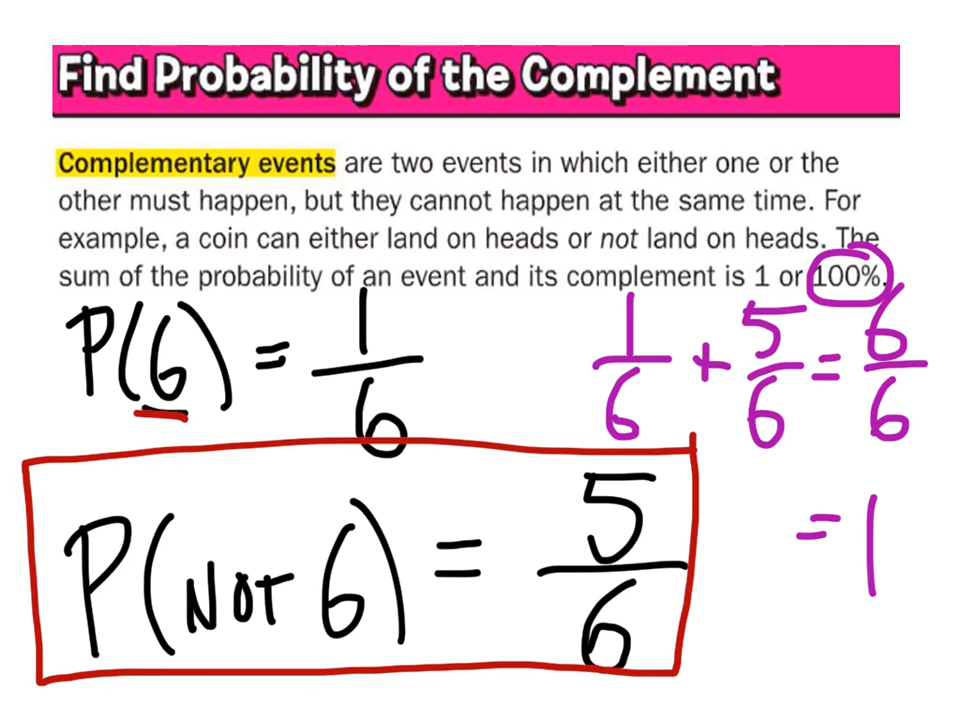 Find Probability of the Complement
Complementary events are two events in which either one or the
other must happen, but they cannot happen at the same time. For
example, a coin can either land on heads or not land on heads. The
sum of the probability of an event and its complement is 1 or 100%.
P(6) = 1/6
1/6 + 5/6 = 6/6
= 1
P(NOT 6) = 5/6